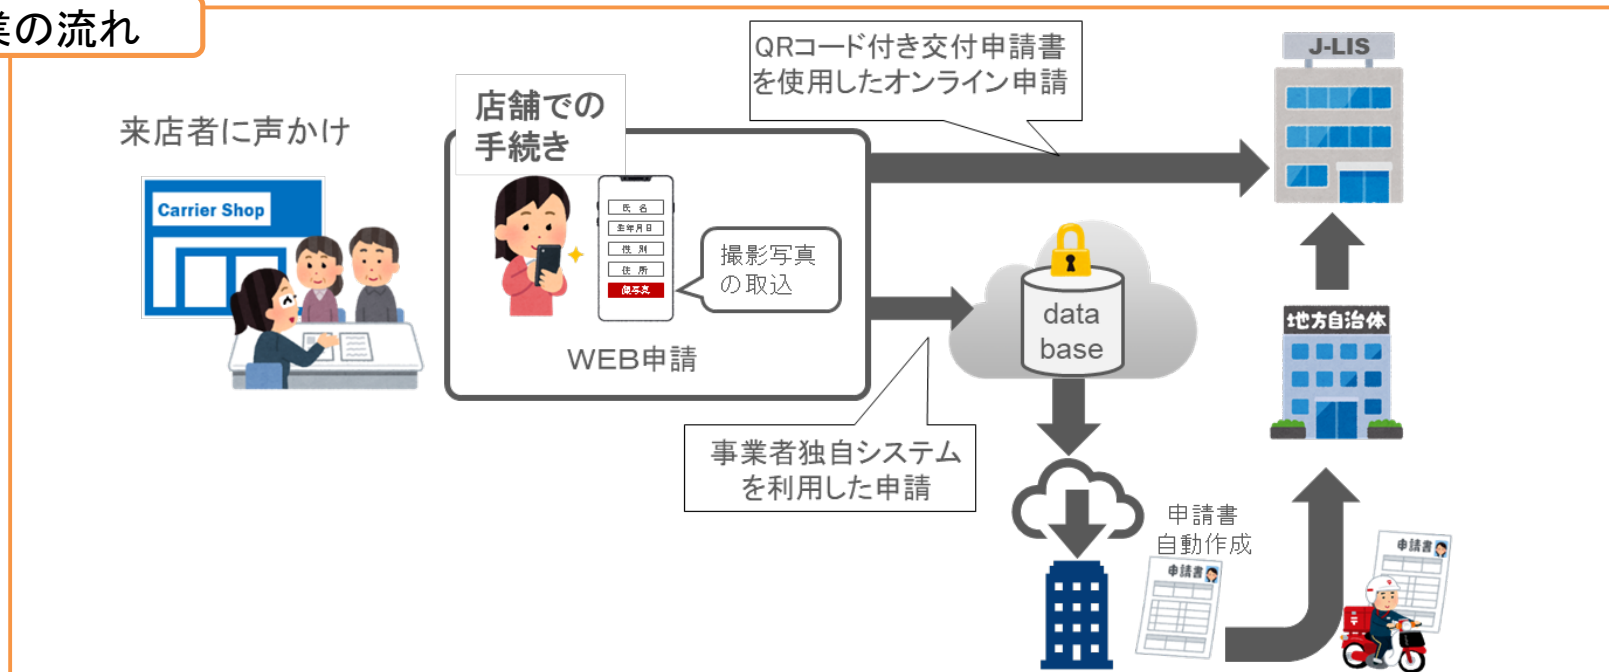 業の流れ
来店者に声かけ
Carrier Shop
店舗での
手続き
氏 名
生年月日
性 別
住 所
顔写真
撮影写真
の取込
WEB申請
QRコード付き交付申請書
を使用したオンライン申請
J-LIS
data
base
事業者独自システム
を利用した申請
地方自治体
申請書
自動作成
申請書
申請書